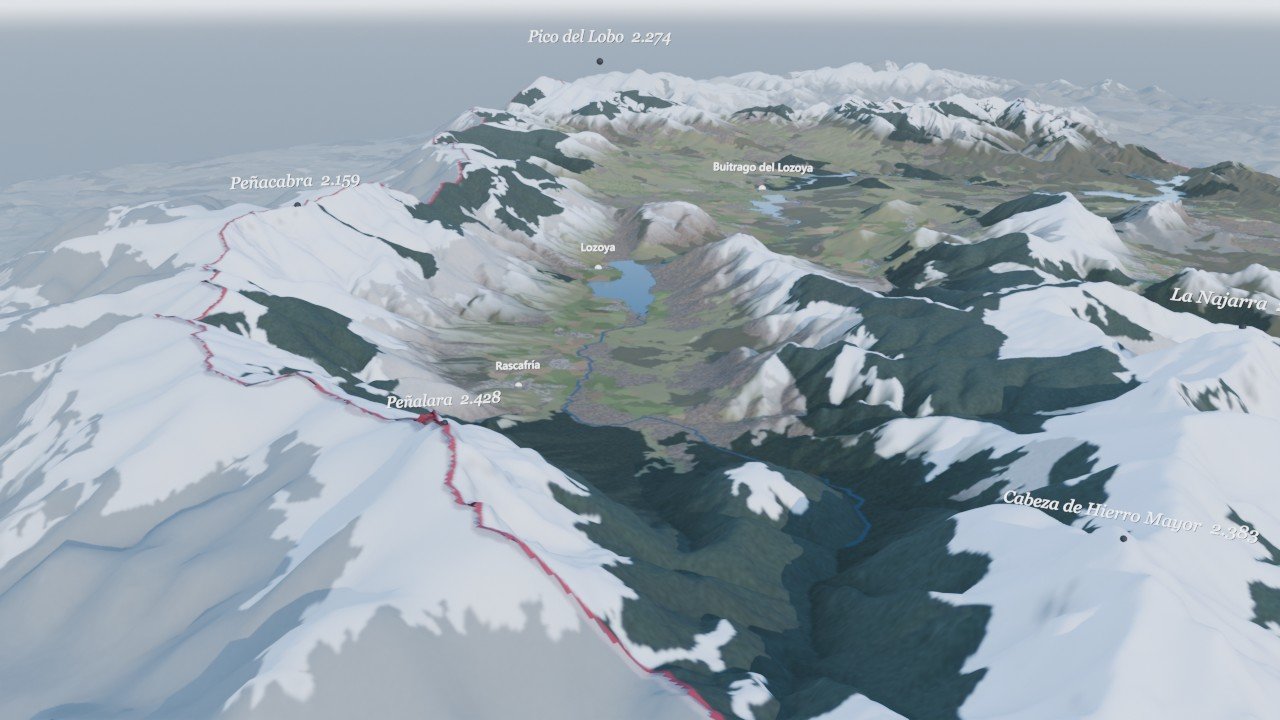 Pico del Lobo 2.274
Buitrago del Lozoya
Peñacabra 2.159
Lozoya
La Najarra
Rascafría
Peñalara 2.428
Cabeza de Hierro Mayor 2.383